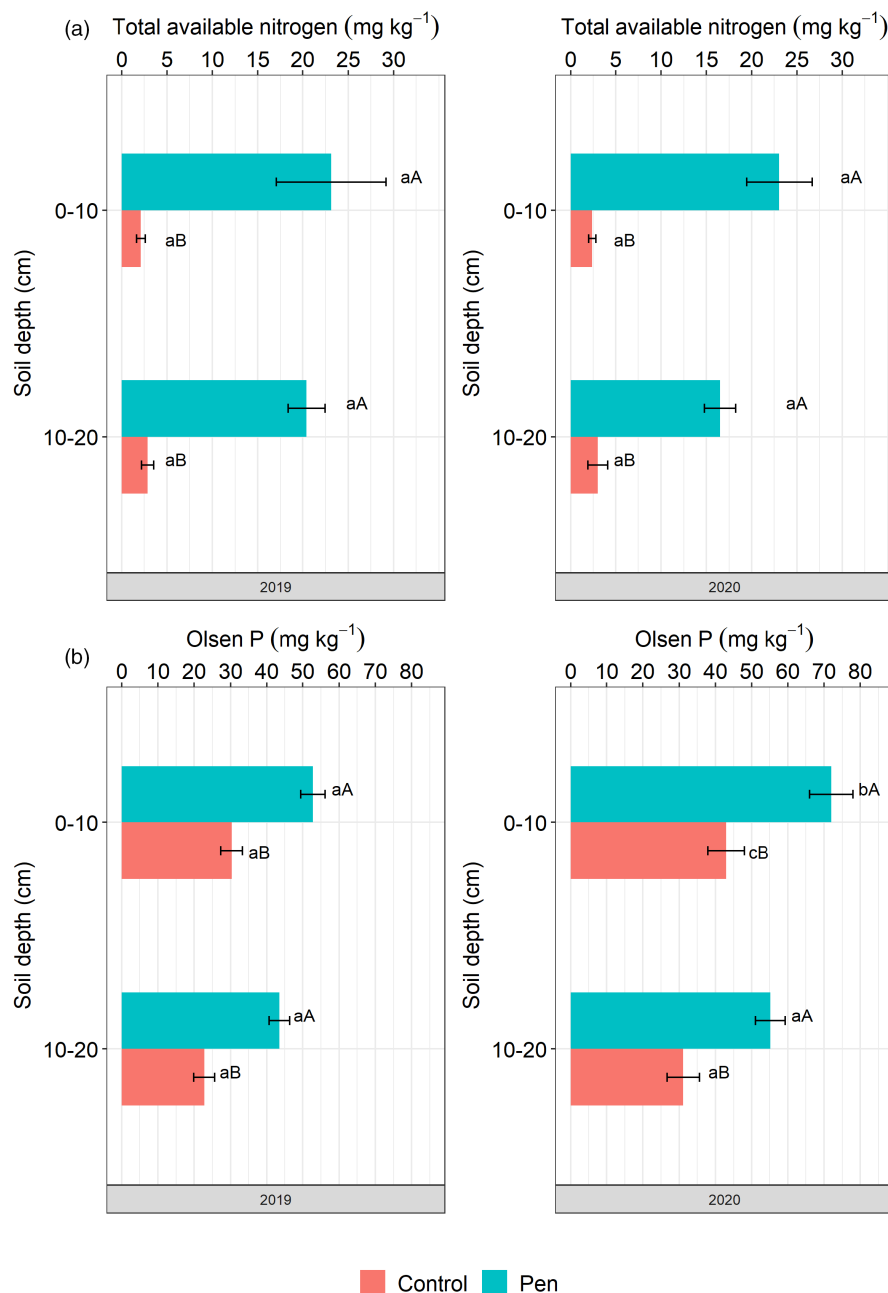 (a)
Total available nitrogen (mg kg⁻¹)
0 5 10 15 20 25 30
Soil depth (cm)
0-10
aA
aB
10-20
aA
aB
2019
Total available nitrogen (mg kg⁻¹)
0 5 10 15 20 25 30
Soil depth (cm)
0-10
aA
aB
10-20
aA
aB
2020
(b)
Olsen P (mg kg⁻¹)
0 10 20 30 40 50 60 70 80
Soil depth (cm)
0-10
aA
aB
10-20
aA
aB
2019
Olsen P (mg kg⁻¹)
0 10 20 30 40 50 60 70 80
Soil depth (cm)
0-10
bA
cB
10-20
aA
aB
2020
Control Pen